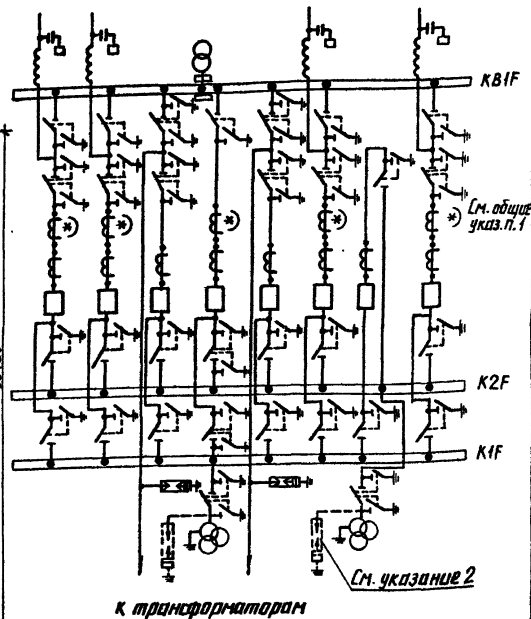 КВ1F
См. общие
указ. п.1
K2F
K1F
См. указание 2
к трансформаторам